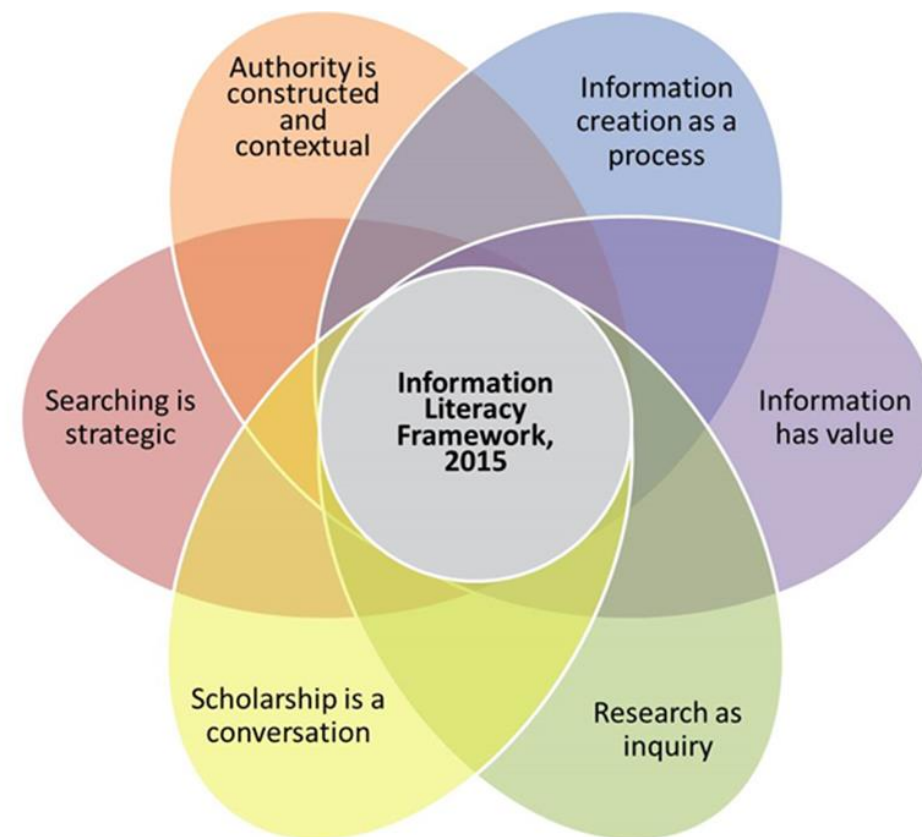 Authority is
constructed
and
contextual
Information
creation as a
process
Searching is
strategic
Information
Literacy
Framework,
2015
Information
has value
Scholarship is a
conversation
Research as
inquiry